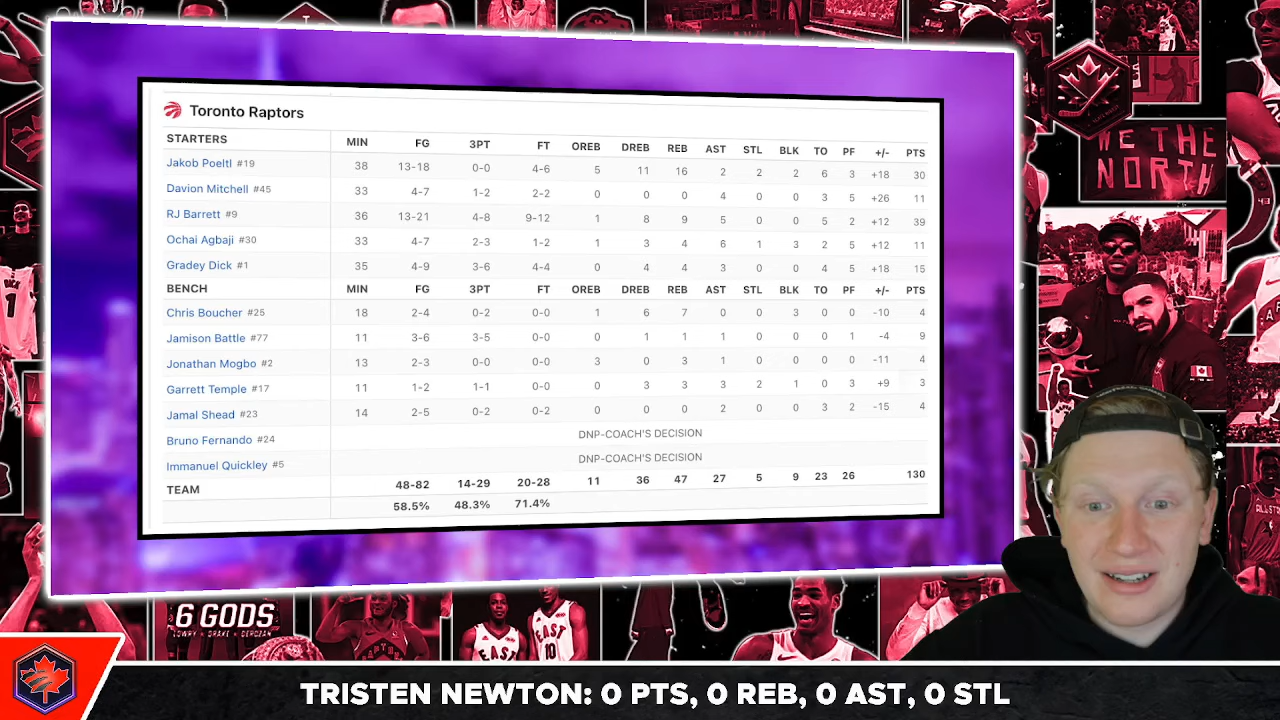 Toronto Raptors
STARTERS MIN FG 3PT FT OREB DREB REB AST STL BLK TO PF +/- PTS
Jakob Poeltl #19 38 13-18 0-0 4-6 5 11 16 2 2 2 6 3 +18 30
Davion Mitchell #45 33 4-7 1-2 2-2 0 0 0 4 0 0 3 5 +26 11
RJ Barrett #9 36 13-21 4-8 9-12 1 8 9 5 0 0 5 2 +12 39
Ochai Agbaji #30 33 4-7 2-3 1-2 1 3 4 6 1 3 2 5 +12 11
Gradey Dick #1 35 4-9 3-6 4-4 0 4 4 3 0 0 4 5 +18 15
BENCH MIN FG 3PT FT OREB DREB REB AST STL BLK TO PF +/- PTS
Chris Boucher #25 18 2-4 0-2 0-0 1 6 7 0 0 3 0 0 -10 4
Jamison Battle #77 11 3-6 3-5 0-0 0 1 1 1 0 0 0 1 -4 9
Jonathan Mogbo #2 13 2-3 0-0 0-0 3 0 3 1 0 0 0 0 -11 4
Garrett Temple #17 11 1-2 1-1 0-0 0 3 3 3 2 1 0 3 +9 3
Jamal Shead #23 14 2-5 0-2 0-2 0 0 0 2 0 0 3 2 -15 4
Bruno Fernando #24 DNP-COACH'S DECISION
Immanuel Quickley #5 DNP-COACH'S DECISION
TEAM 48-82 14-29 20-28 11 36 47 27 5 9 23 26 130
58.5% 48.3% 71.4%
WE THE
NORTH
1
6 GODS
LOWRY + DRAKE + DEROZAN
EAST
EAST
10
TRISTEN NEWTON: 0 PTS, 0 REB, 0 AST, 0 STL